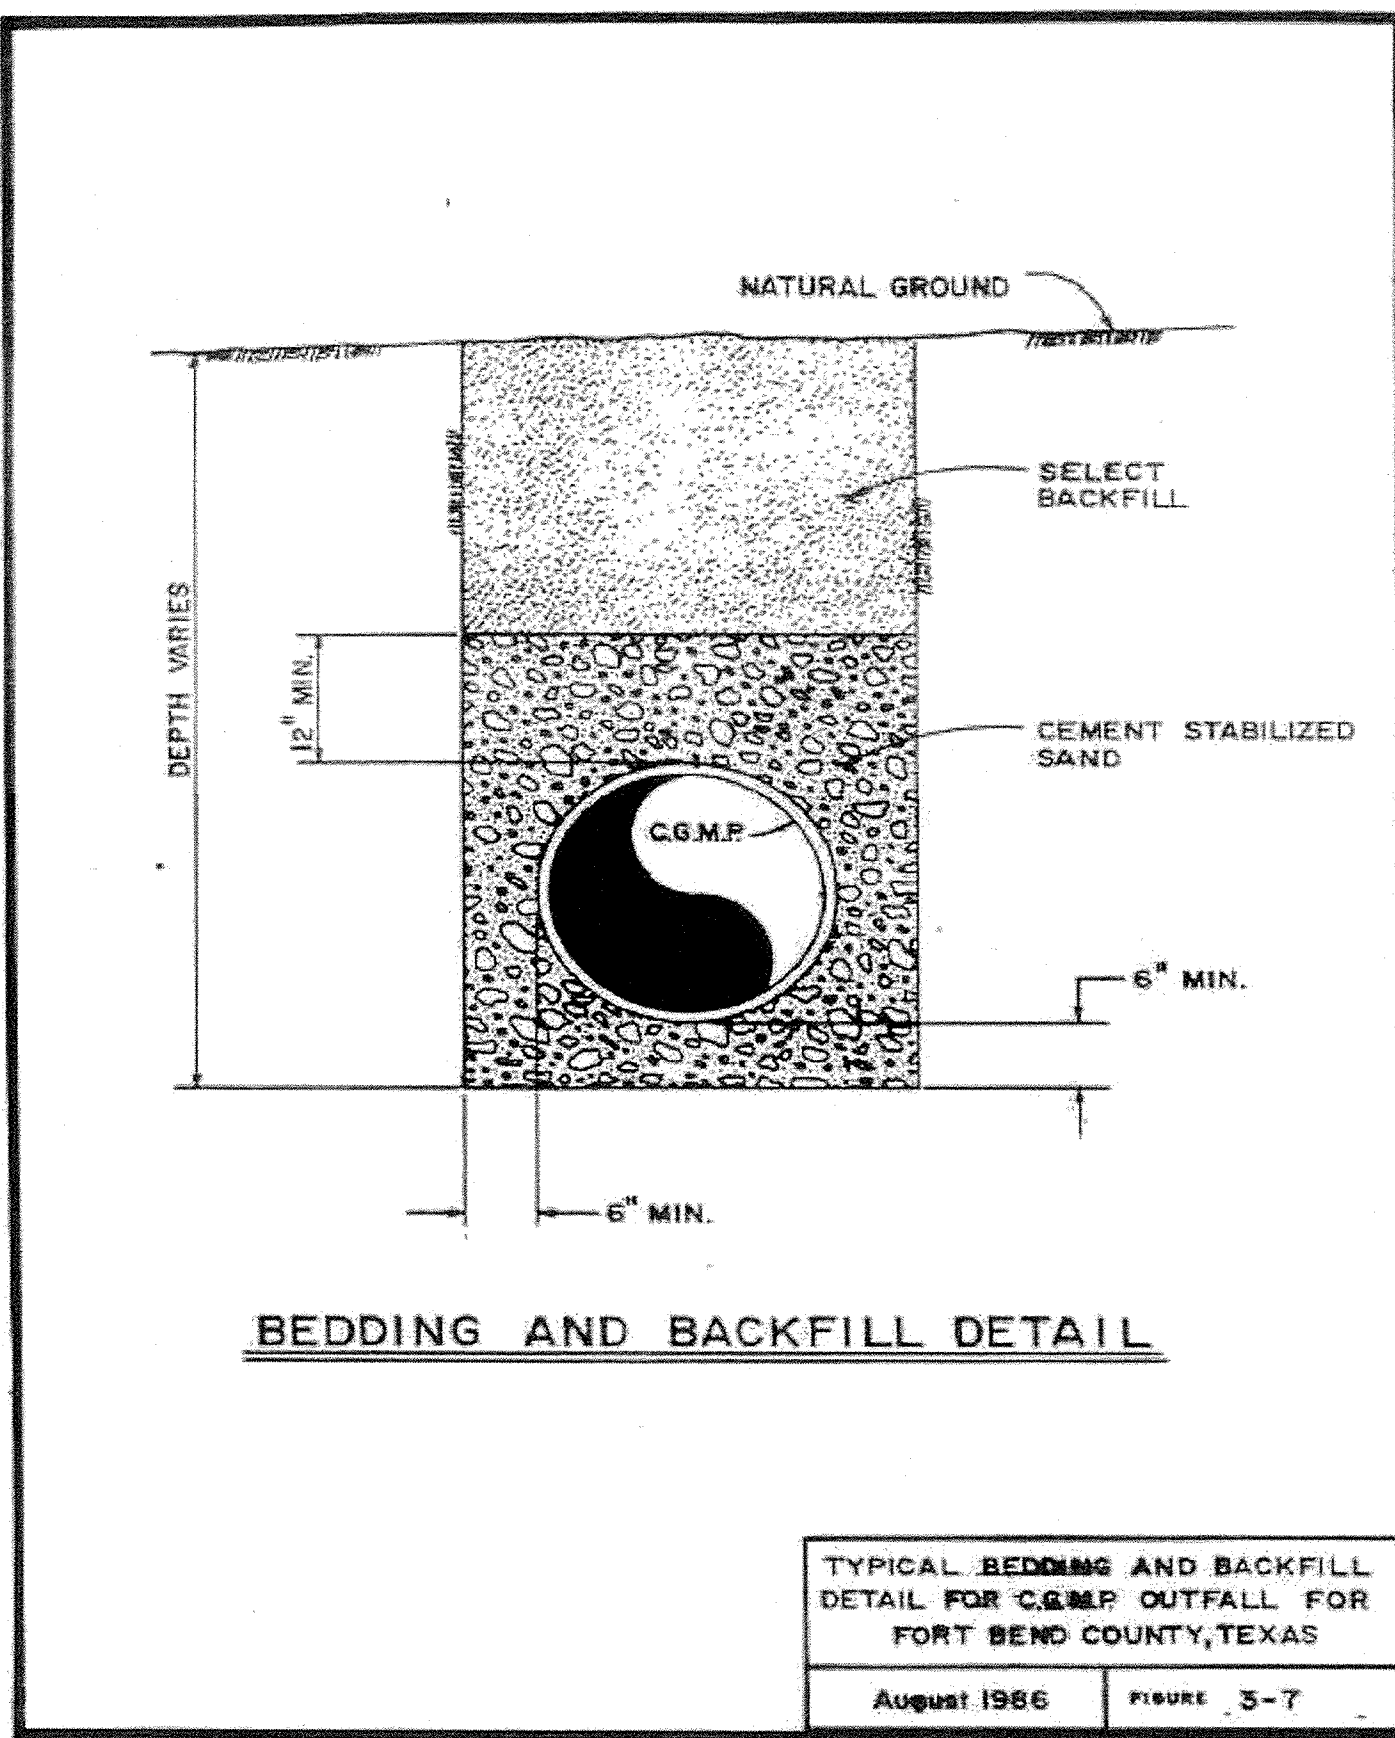 NATURAL GROUND
SELECT
BACKFILL
DEPTH VARIES
12" MIN.
CEMENT STABILIZED
SAND
C.G.M.P.
6" MIN.
6" MIN.
BEDDING AND BACKFILL DETAIL
TYPICAL BEDDING AND BACKFILL
DETAIL FOR C.G.M.P. OUTFALL FOR
FORT BEND COUNTY, TEXAS
August 1986
FIGURE 3-7